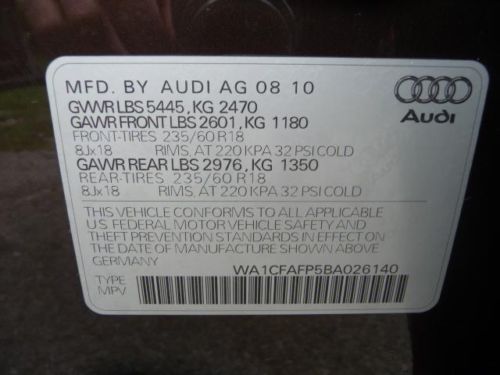 MFD. BY AUDI AG 08 10
GVWR LBS 5445, KG 2470
GAWR FRONT LBS 2601, KG 1180
FRONT-TIRES 235/60 R18
8Jx18 RIMS, AT 220 KPA 32 PSI COLD
GAWR REAR LBS 2976, KG 1350
REAR-TIRES 235/60 R18
8Jx18 RIMS, AT 220 KPA 32 PSI COLD
Audi
THIS VEHICLE CONFORMS TO ALL APPLICABLE
U.S. FEDERAL MOTOR VEHICLE SAFETY AND
THEFT PREVENTION STANDARDS IN EFFECT ON
THE DATE OF MANUFACTURE SHOWN ABOVE.
GERMANY WA1CFAFP5BA026140
TYPE
MPV